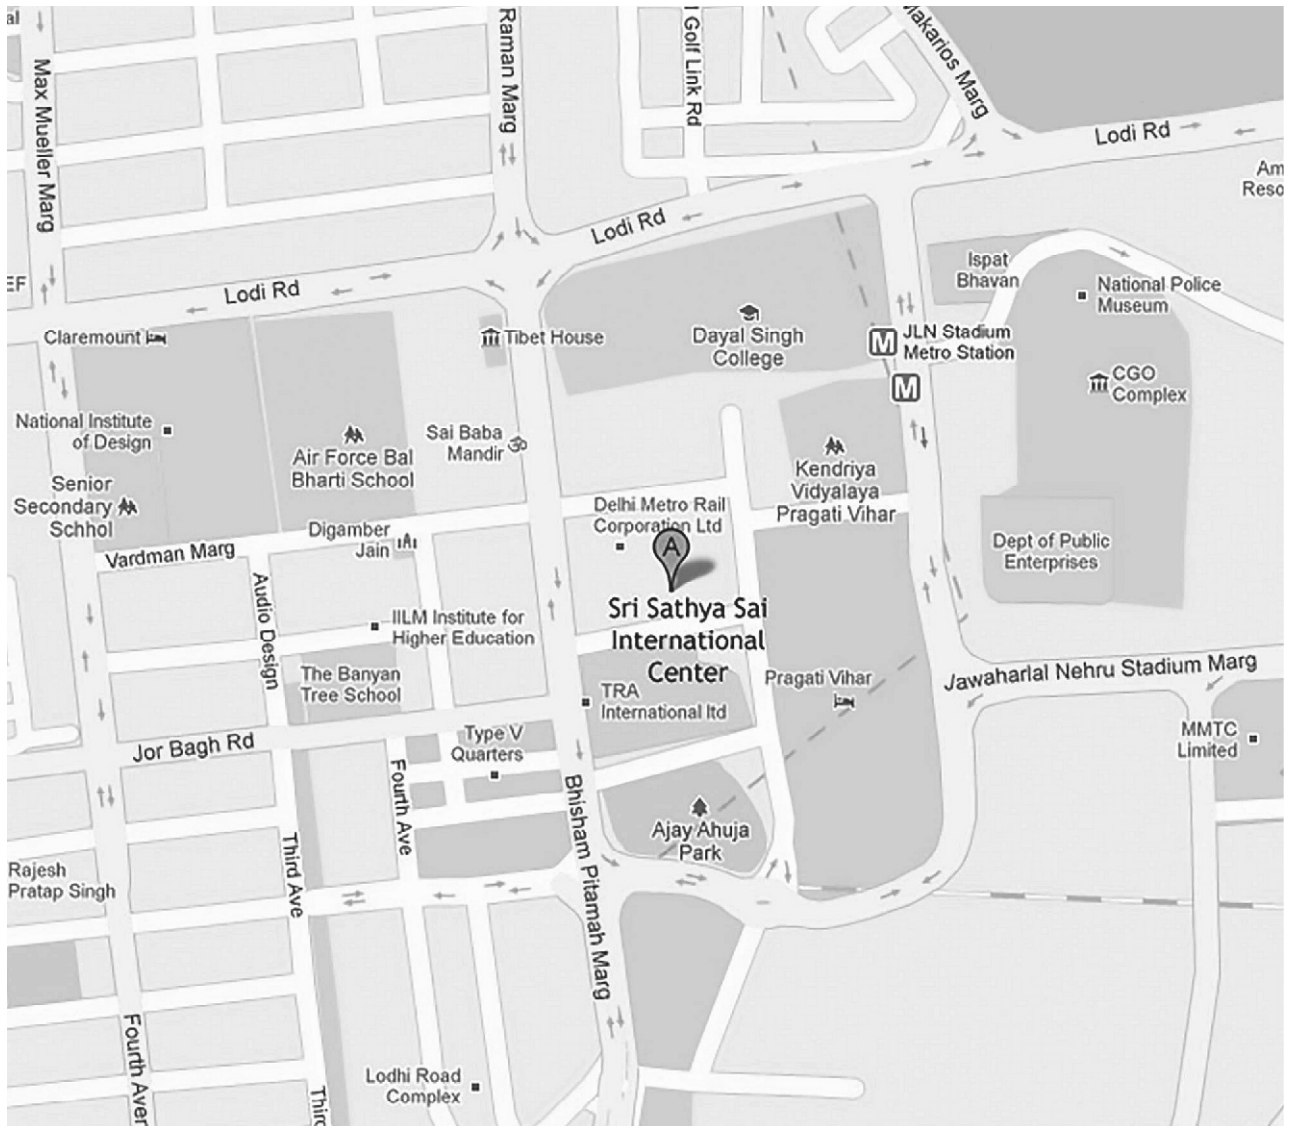 al
Max Mueller Marg
Raman Marg
l Golf Link Rd
Makarios Marg
Lodi Rd
Am
Reso
Lodi Rd
EF
Lodi Rd
Ispat
Bhavan
National Police
Museum
Claremount
Tibet House
Dayal Singh
College
M
JLN Stadium
Metro Station
M
CGO
Complex
National Institute
of Design
Air Force Bal
Bharti School
Sai Baba
Mandir
Kendriya
Vidyalaya
Pragati Vihar
Senior
Secondary
Schhol
Digamber
Jain
Delhi Metro Rail
Corporation Ltd
A
Dept of Public
Enterprises
Vardman Marg
Audio Design
IILM Institute for
Higher Education
Sri Sathya Sai
International
Center
The Banyan
Tree School
TRA
International ltd
Pragati Vihar
Jawaharlal Nehru Stadium Marg
Jor Bagh Rd
Type V
Quarters
MMTC
Limited
Fourth Ave
Bhisham Pitamah Marg
Ajay Ahuja
Park
Third Ave
Rajesh
Pratap Singh
Fourth Aven
Lodhi Road
Complex
Third